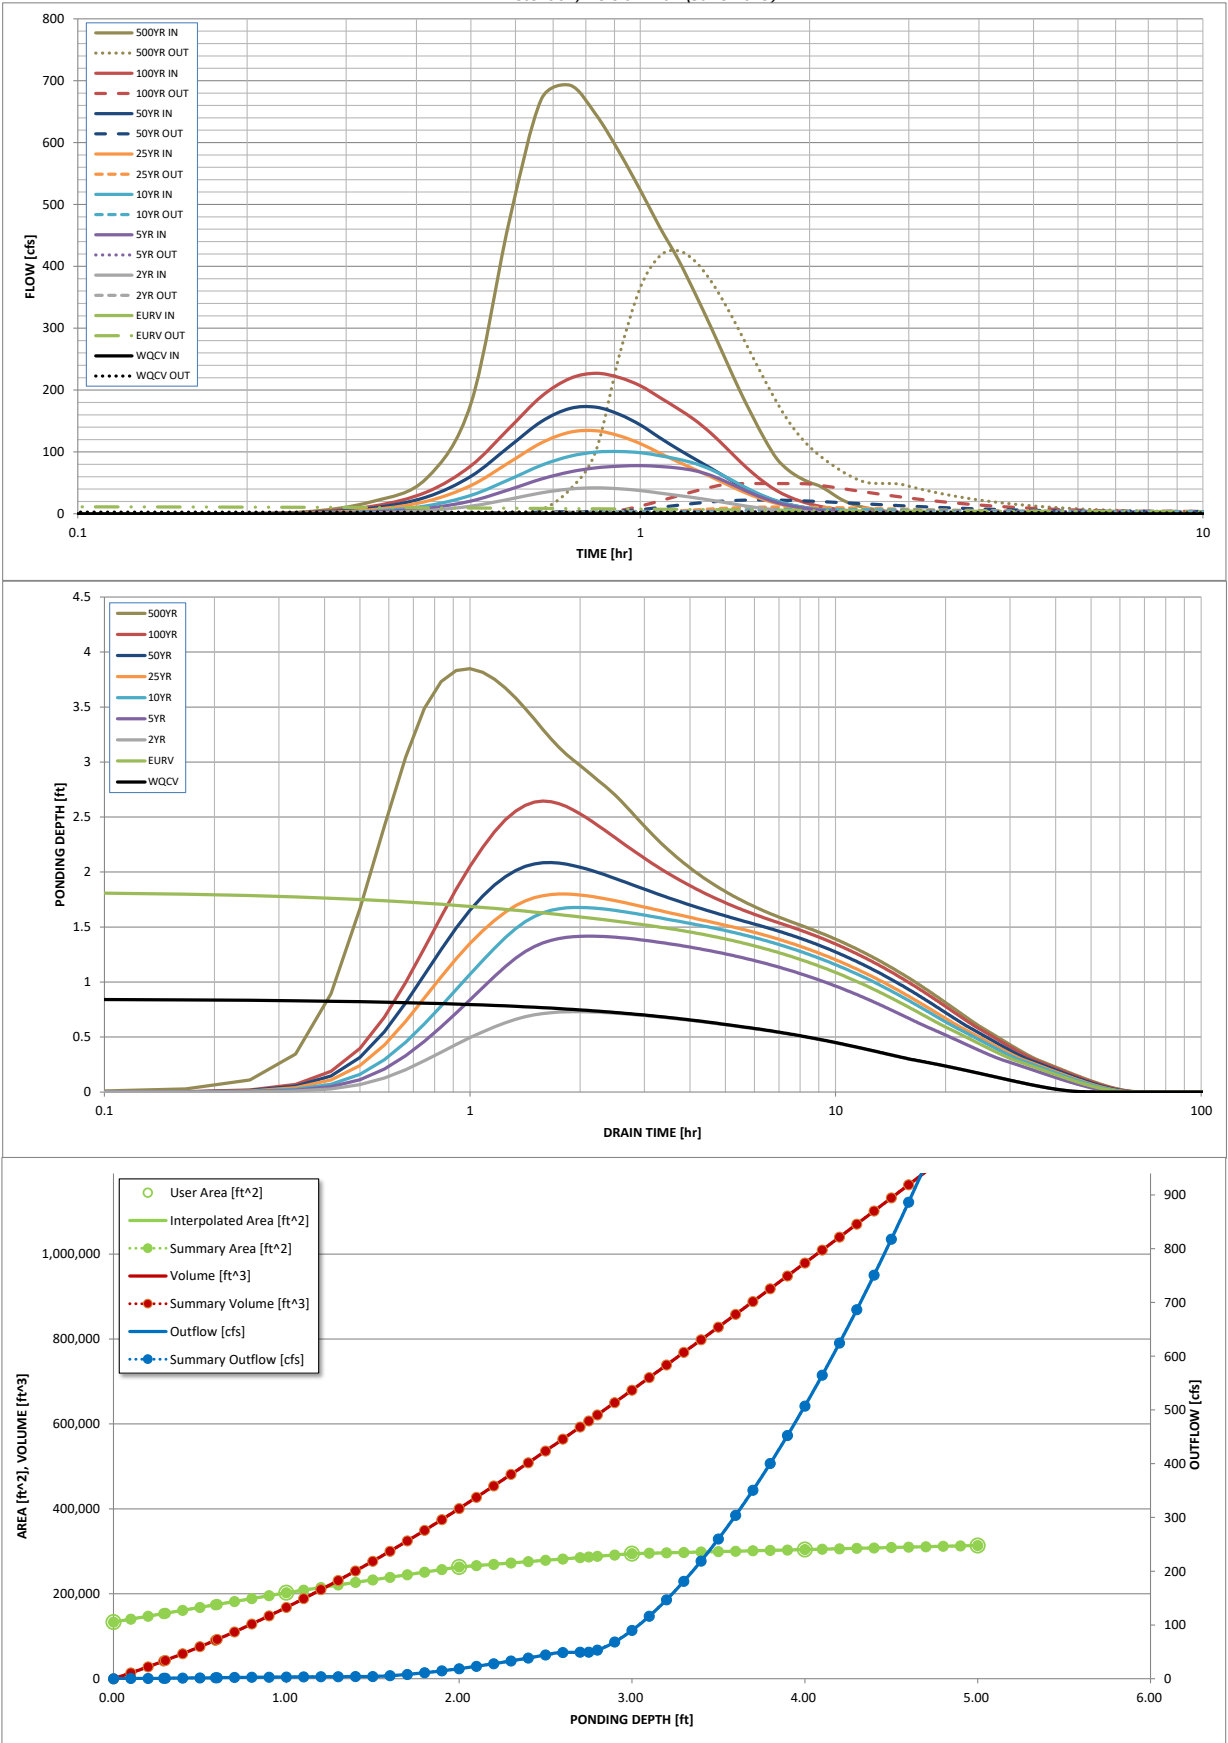 800
700
600
500
400
300
200
100
0
FLOW [cfs]
500YR IN
500YR OUT
100YR IN
100YR OUT
50YR IN
50YR OUT
25YR IN
25YR OUT
10YR IN
10YR OUT
5YR IN
5YR OUT
2YR IN
2YR OUT
EURV IN
EURV OUT
WQCV IN
WQCV OUT
0.1
1
10
TIME [hr]
4.5
4
3.5
3
2.5
2
1.5
1
0.5
0
PONDING DEPTH [ft]
500YR
100YR
50YR
25YR
10YR
5YR
2YR
EURV
WQCV
0.1
1
10
100
DRAIN TIME [hr]
User Area [ft^2]
Interpolated Area [ft^2]
Summary Area [ft^2]
Volume [ft^3]
Summary Volume [ft^3]
Outflow [cfs]
Summary Outflow [cfs]
1,000,000
800,000
600,000
400,000
200,000
0
AREA [ft^2], VOLUME [ft^3]
900
800
700
600
500
400
300
200
100
0
OUTFLOW [cfs]
0.00
1.00
2.00
3.00
4.00
5.00
6.00
PONDING DEPTH [ft]